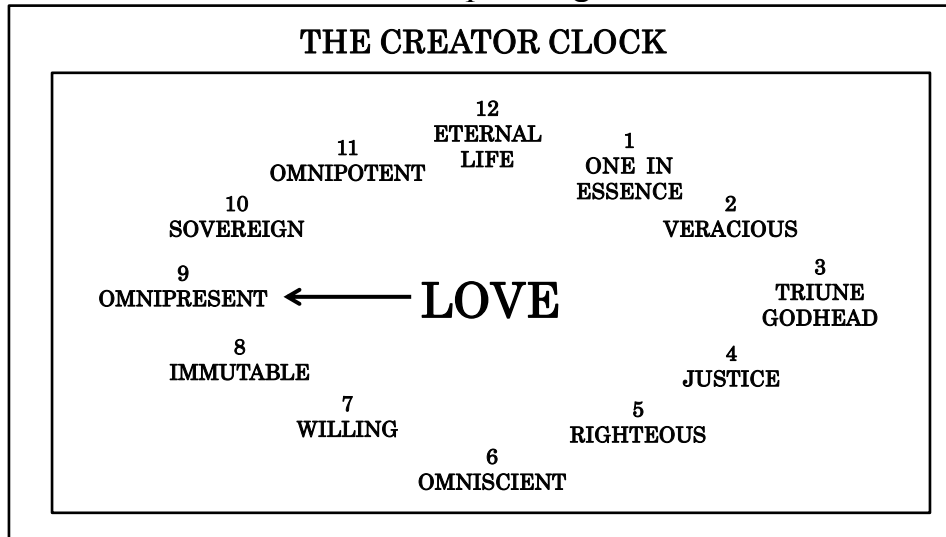 THE CREATOR CLOCK
12
ETERNAL
LIFE
1
ONE IN
ESSENCE
2
VERACIOUS
3
TRIUNE
GODHEAD
4
JUSTICE
5
RIGHTEOUS
6
OMNISCIENT
7
WILLING
8
IMMUTABLE
9
OMNIPRESENT
10
SOVEREIGN
11
OMNIPOTENT
LOVE